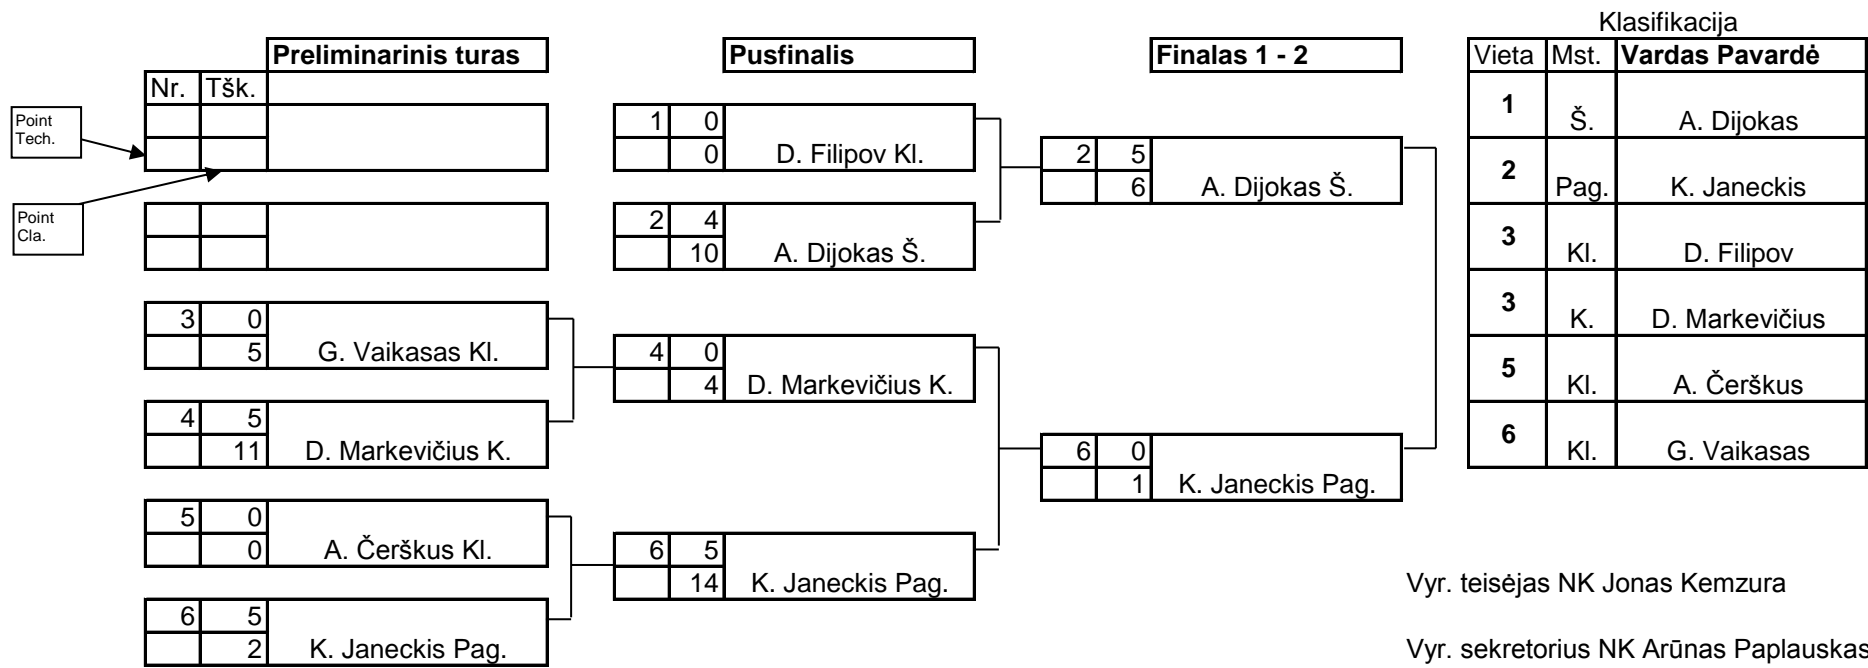 Klasifikacija
Preliminarinis turas Pusfinalis Finalas 1 - 2 Vieta Mst. Vardas Pavardė
Nr. Tšk.
Point
Tech.
Point
Cla.
3 0
5 G. Vaikasas Kl.
4 5
11 D. Markevičius K.
5 0
0 A. Čerškus Kl.
6 5
2 K. Janeckis Pag.
1 0
0 D. Filipov Kl.
2 4
10 A. Dijokas Š.
4 0
4 D. Markevičius K.
6 5
14 K. Janeckis Pag.
2 5
6 A. Dijokas Š.
6 0
1 K. Janeckis Pag.
1 Š. A. Dijokas
2 Pag. K. Janeckis
3 Kl. D. Filipov
3 K. D. Markevičius
5 Kl. A. Čerškus
6 Kl. G. Vaikasas
Vyr. teisėjas NK Jonas Kemzura
Vyr. sekretorius NK Arūnas Paplauskas